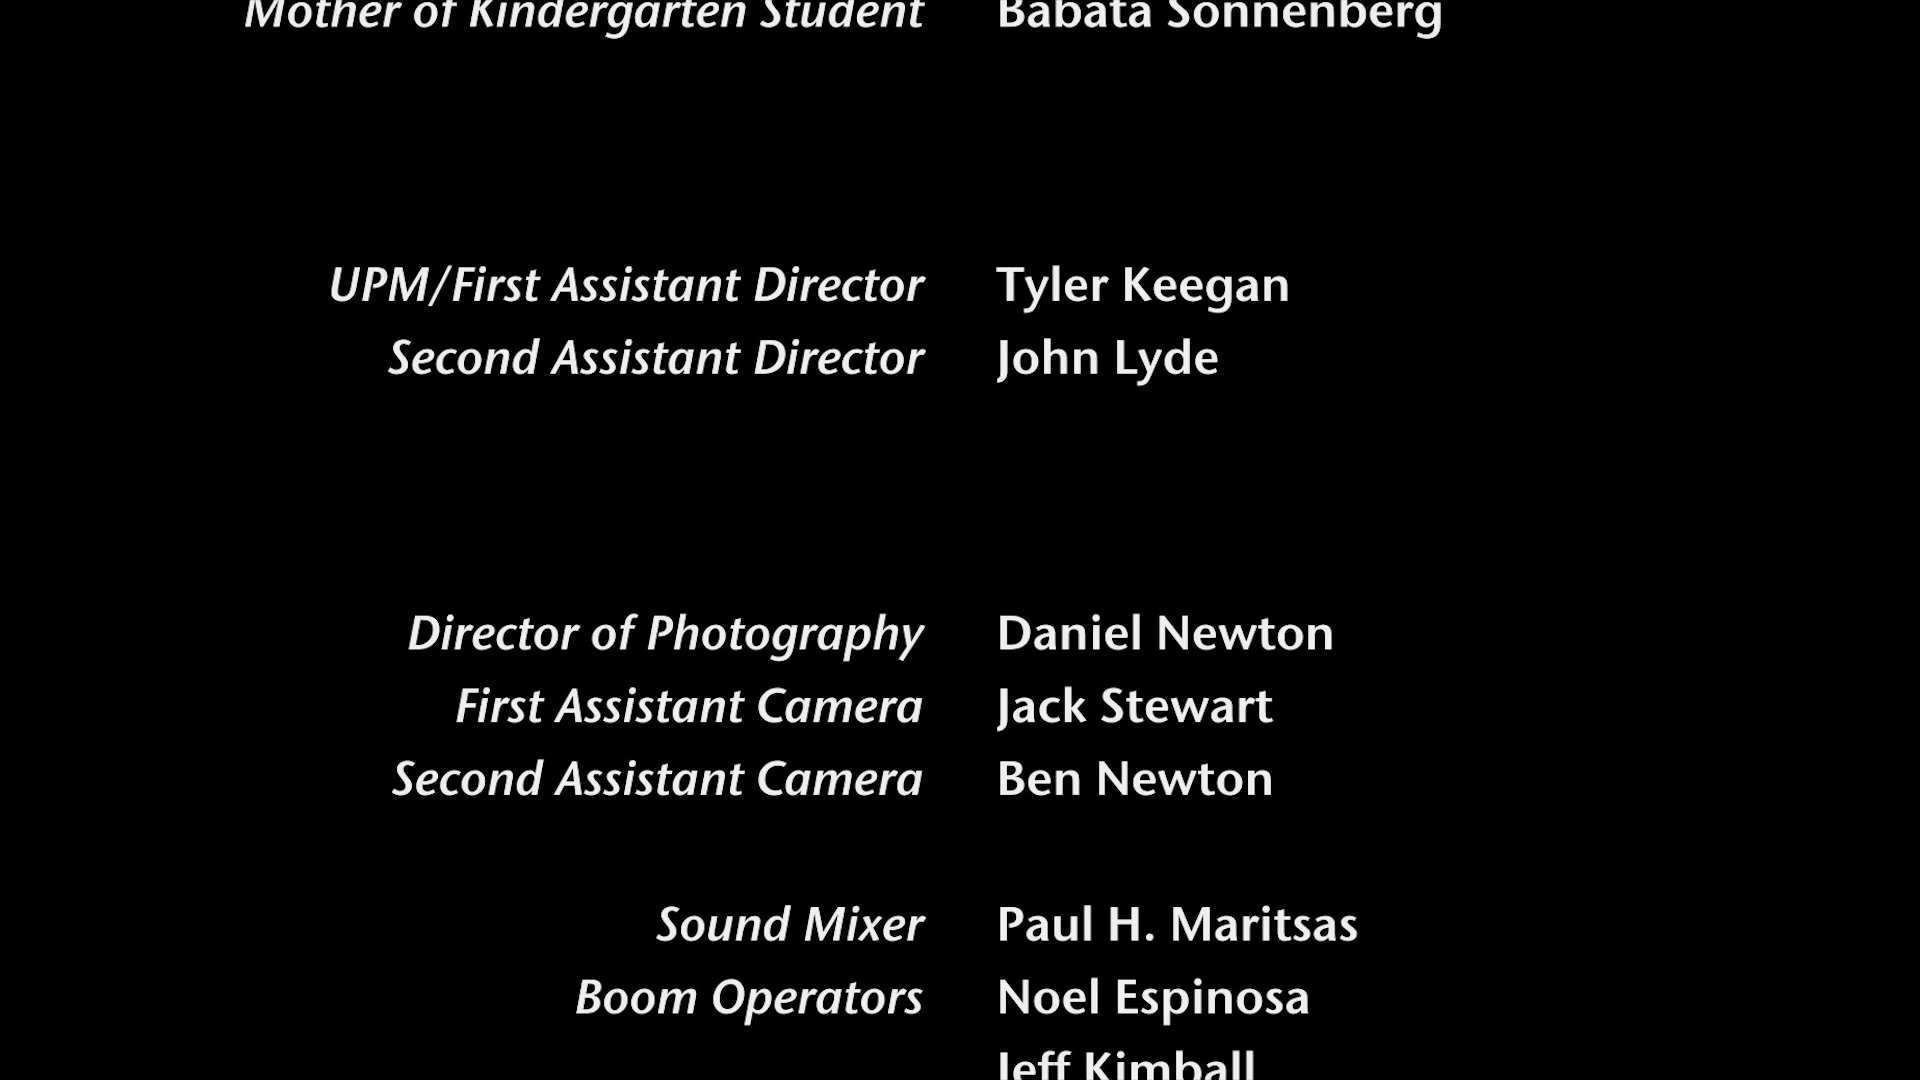 Mother of Kindergarten Student Babata Sonnenberg
UPM/First Assistant Director Tyler Keegan
Second Assistant Director John Lyde
Director of Photography Daniel Newton
First Assistant Camera Jack Stewart
Second Assistant Camera Ben Newton
Sound Mixer Paul H. Maritsas
Boom Operators Noel Espinosa
Jeff Kimball